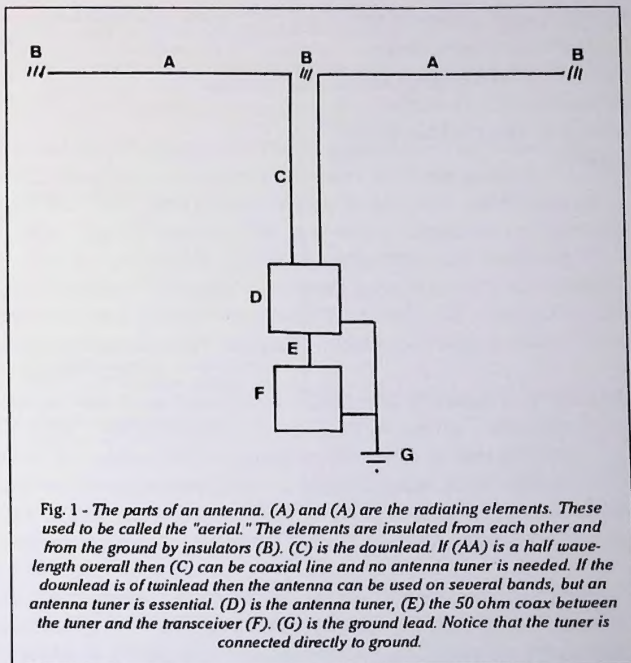 B A B A B
C
D
E
F
G
Fig. 1 - The parts of an antenna. (A) and (A) are the radiating elements. These
used to be called the "aerial." The elements are insulated from each other and
from the ground by insulators (B). (C) is the downlead. If (AA) is a half wave-
length overall then (C) can be coaxial line and no antenna tuner is needed. If the
downlead is of twinlead then the antenna can be used on several bands, but an
antenna tuner is essential. (D) is the antenna tuner, (E) the 50 ohm coax between
the tuner and the transceiver (F). (G) is the ground lead. Notice that the tuner is
connected directly to ground.